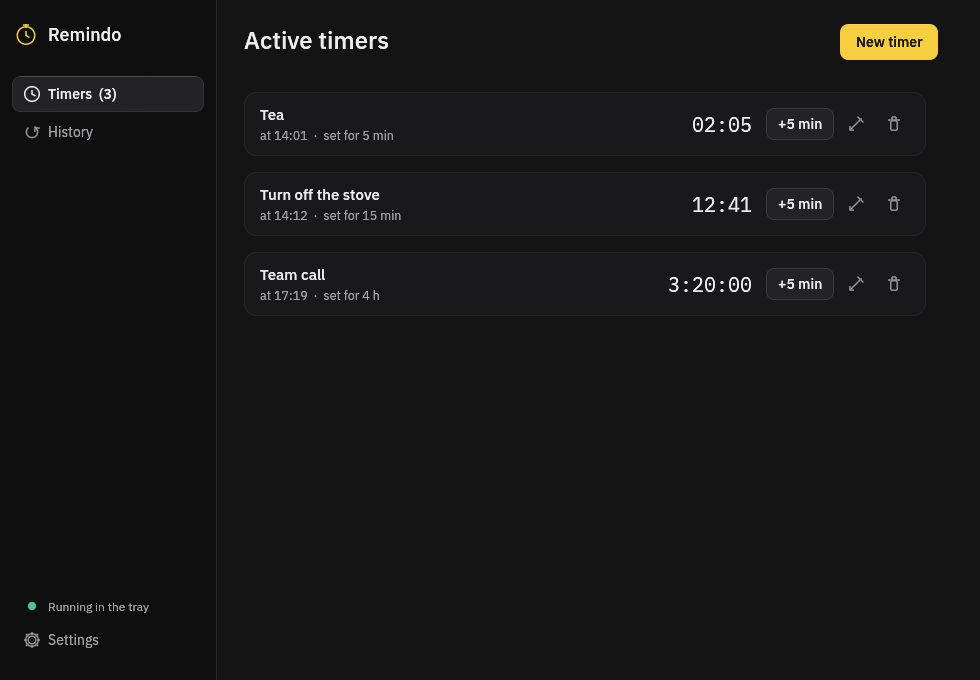 Remindo
Timers (3)
History
Running in the tray
Settings
Active timers
New timer
Tea
at 14:01 · set for 5 min
02:05
+5 min
Turn off the stove
at 14:12 · set for 15 min
12:41
+5 min
Team call
at 17:19 · set for 4 h
3:20:00
+5 min